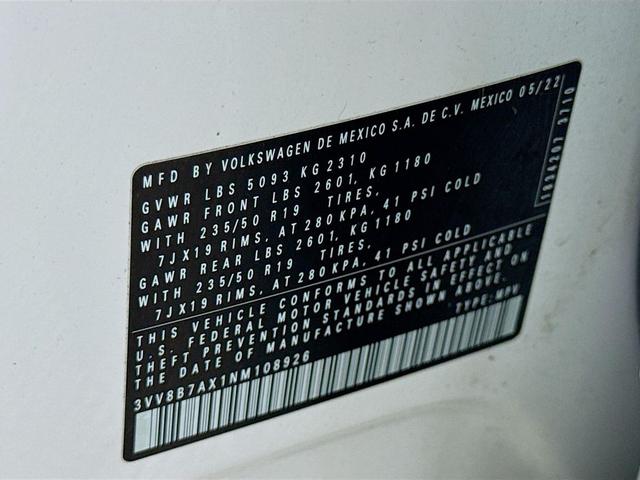 MFD BY VOLKSWAGEN DE MEXICO S.A. DE C.V. MEXICO 05/22
GVWR LBS 5093 KG 2310
GAWR FRONT LBS 2601, KG 1180
WITH 235/50 R19 TIRES,
7JX19 RIMS, AT 280 KPA, 41 PSI COLD
GAWR REAR LBS 2601, KG 1180
WITH 235/50 R19 TIRES,
7JX19 RIMS, AT 280 KPA, 41 PSI COLD
THIS VEHICLE CONFORMS TO ALL APPLICABLE
U.S. FEDERAL MOTOR VEHICLE SAFETY AND
THEFT PREVENTION STANDARDS IN EFFECT ON
THE DATE OF MANUFACTURE SHOWN ABOVE.
3VV8B7AX1NM108926 TYPE: MPV